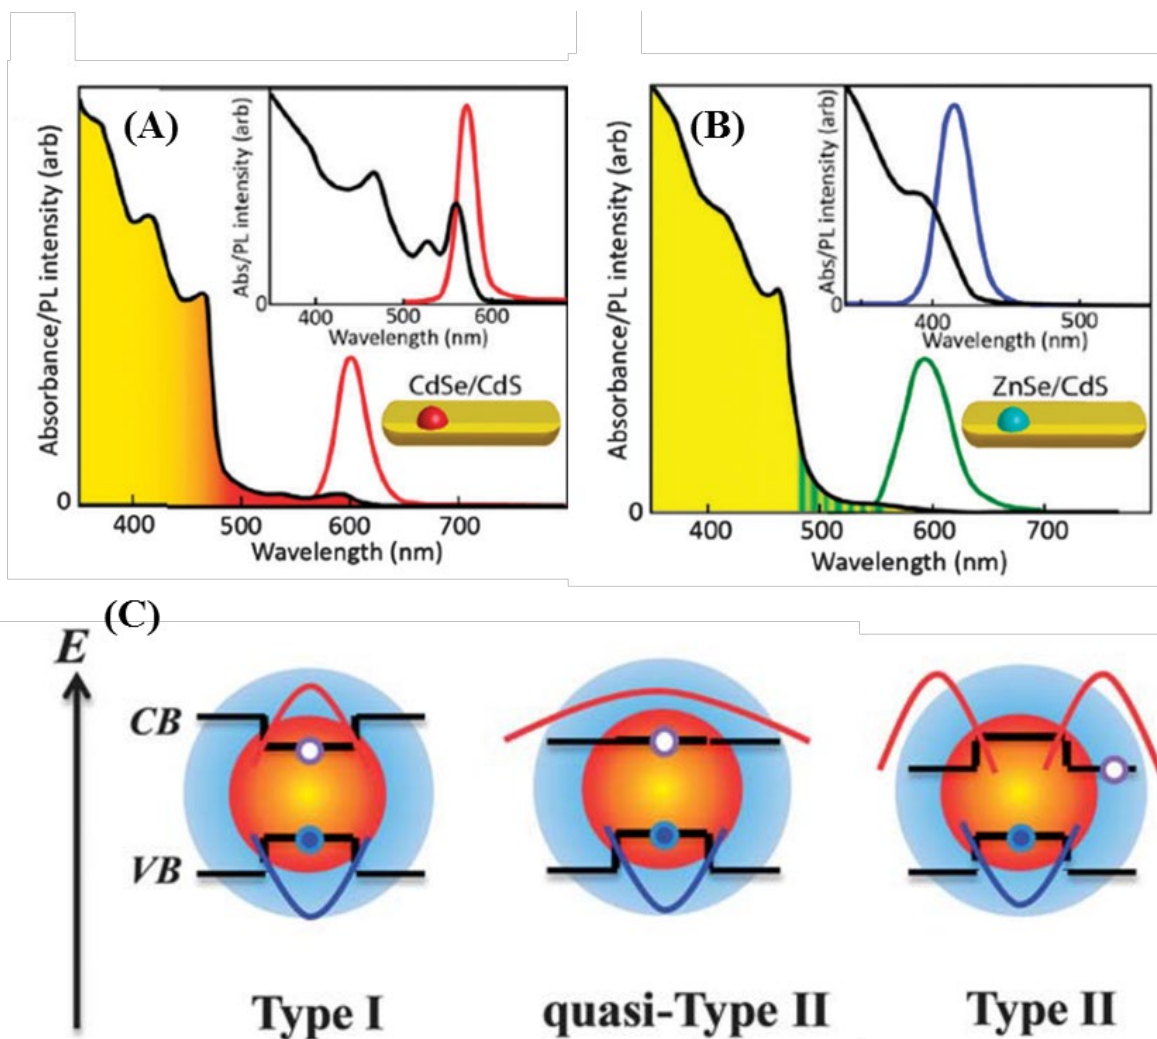 (A)
Absorbance/PL intensity (arb)
0
400 500 600 700
Wavelength (nm)
Abs/PL intensity (arb)
0
400 500 600
Wavelength (nm)
CdSe/CdS
(B)
Absorbance/PL intensity (arb)
0
400 500 600 700
Wavelength (nm)
Abs/PL intensity (arb)
0
400 500
Wavelength (nm)
ZnSe/CdS
(C)
E
CB
VB
Type I quasi-Type II Type II